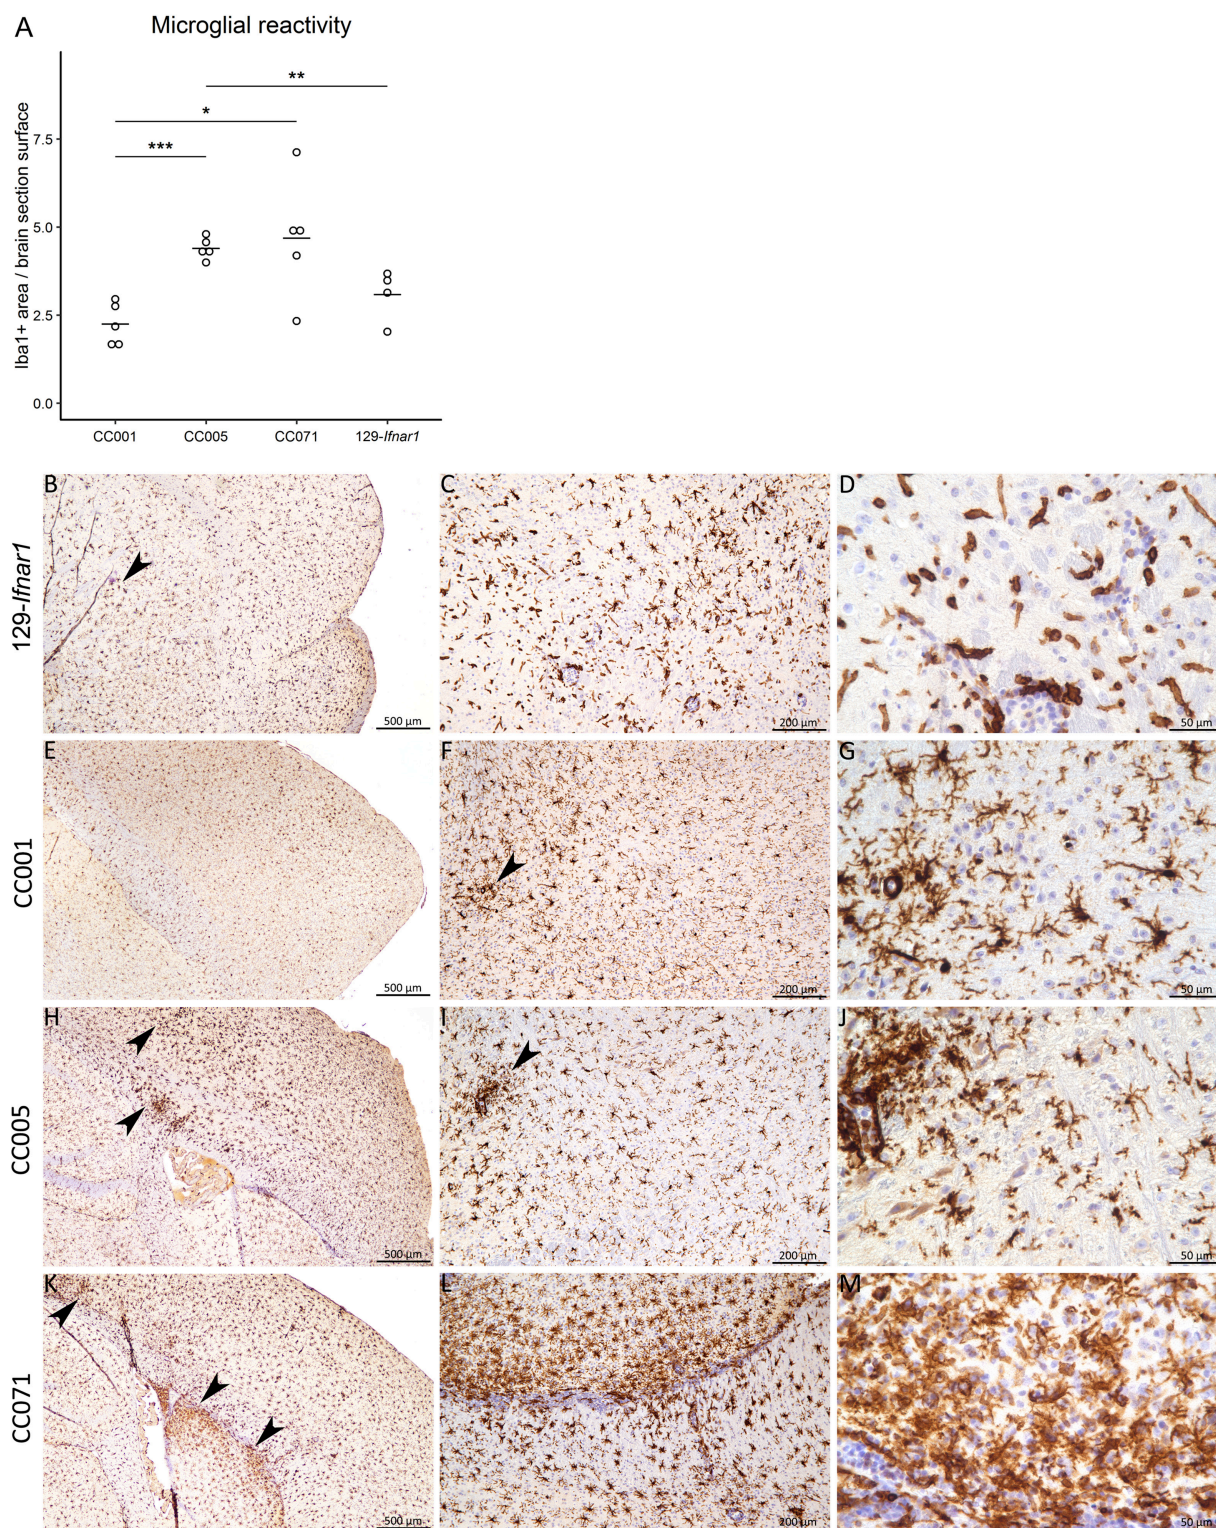 A
Microglial reactivity
Iba1+ area / brain section surface
**
*
***
7.5
5.0
2.5
0.0
CC001
CC005
CC071
129-Ifnar1
129-Ifnar1
B
500 µm
C
200 µm
D
50 µm
CC001
E
500 µm
F
200 µm
G
50 µm
CC005
H
500 µm
I
200 µm
J
50 µm
CC071
K
500 µm
L
200 µm
M
50 µm